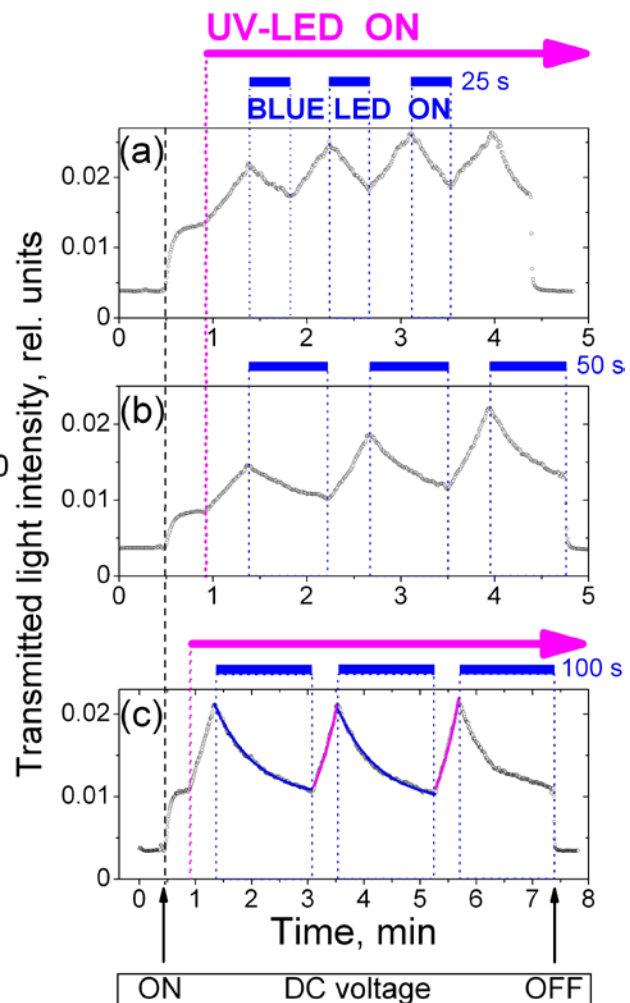 UV-LED ON
25 s
BLUE LED ON
(a)
0.02
0.01
0
0 1 2 3 4 5
50 s
(b)
0.02
0.01
0
0 1 2 3 4 5
100 s
(c)
0.02
0.01
0
0 1 2 3 4 5 6 7 8
Transmitted light intensity, rel. units
Time, min
ON DC voltage OFF